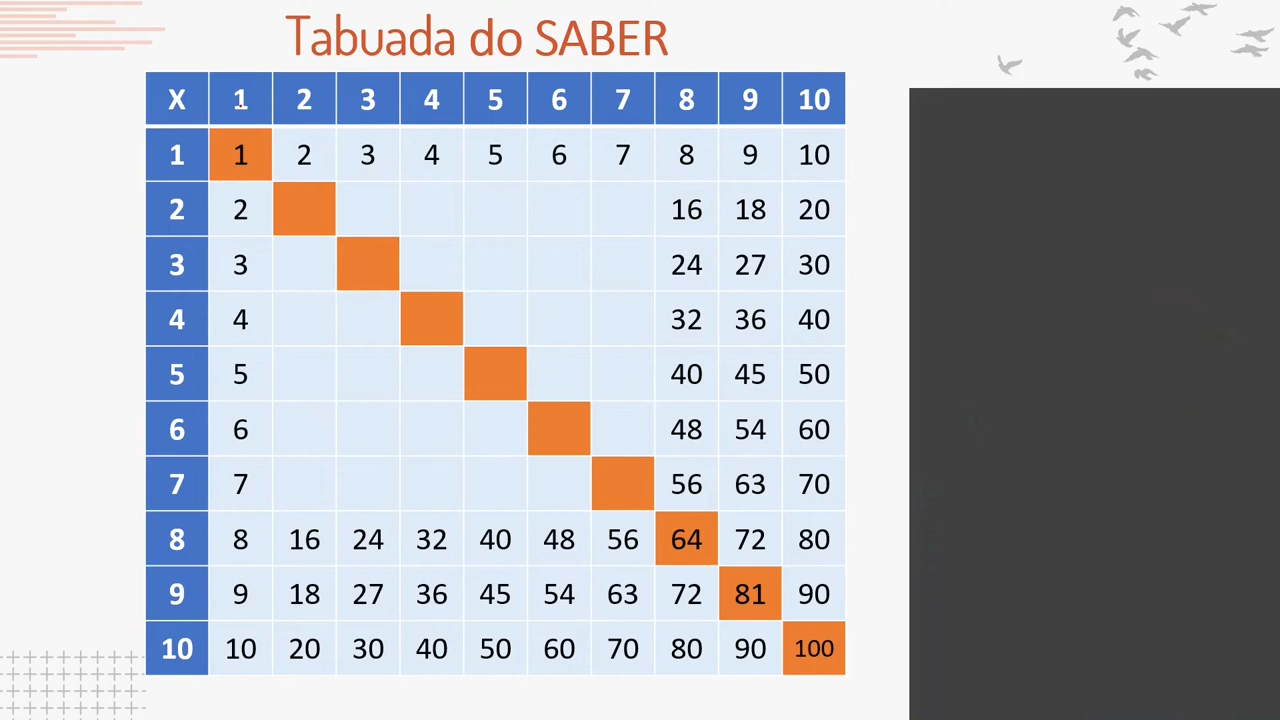 Tabuada do SABER
X 1 2 3 4 5 6 7 8 9 10
1 1 2 3 4 5 6 7 8 9 10
2 2 16 18 20
3 3 24 27 30
4 4 32 36 40
5 5 40 45 50
6 6 48 54 60
7 7 56 63 70
8 8 16 24 32 40 48 56 64 72 80
9 9 18 27 36 45 54 63 72 81 90
10 10 20 30 40 50 60 70 80 90 100